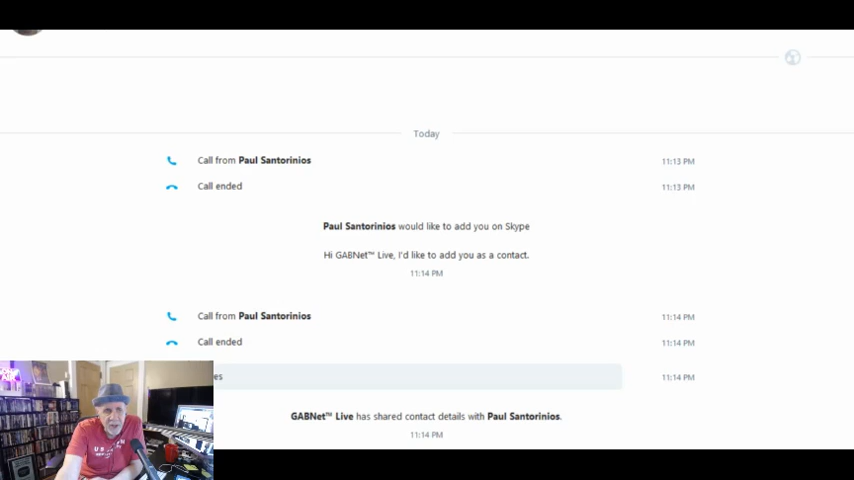 Today
Call from Paul Santorinios 11:13 PM
Call ended 11:13 PM
Paul Santorinios would like to add you on Skype
Hi GABNet™ Live, I'd like to add you as a contact.
11:14 PM
Call from Paul Santorinios 11:14 PM
Call ended 11:14 PM
es 11:14 PM
GABNet™ Live has shared contact details with Paul Santorinios.
11:14 PM